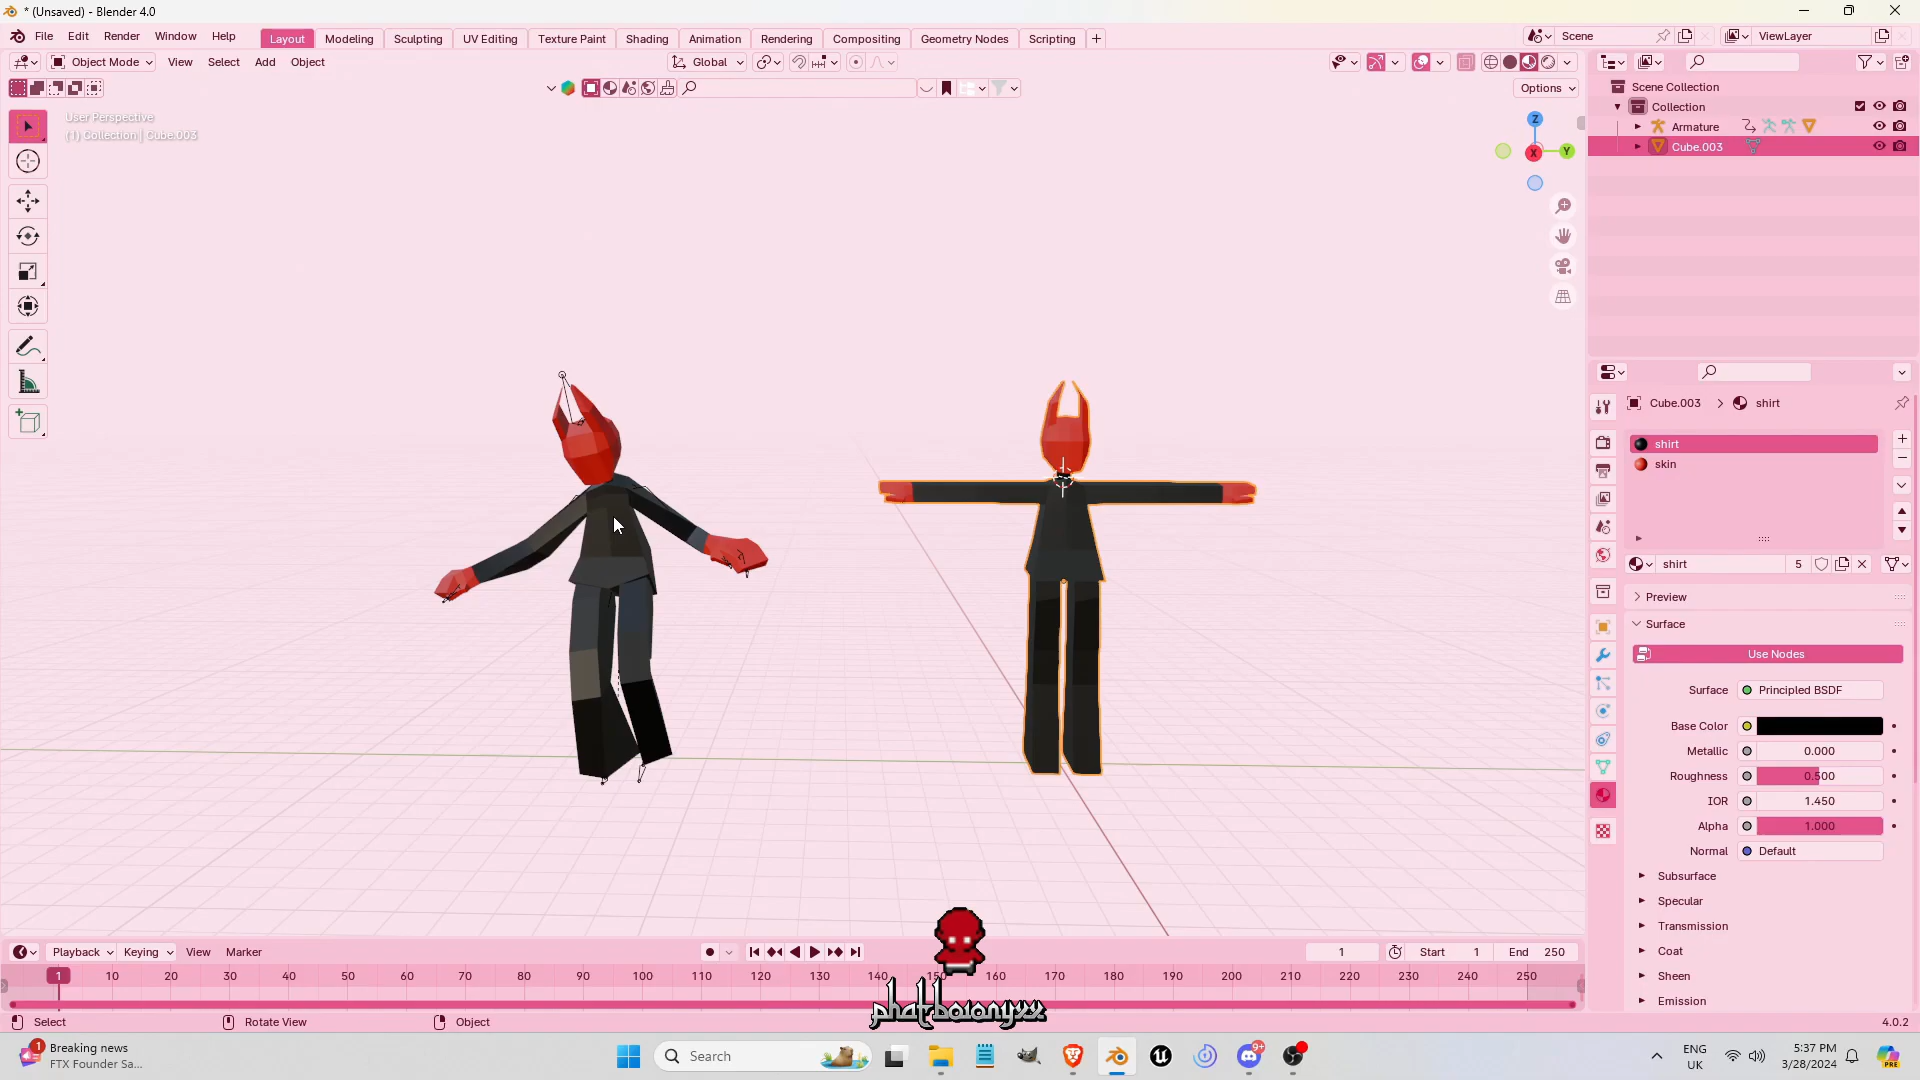 * (Unsaved) - Blender 4.0
File Edit Render Window Help Layout Modeling Sculpting UV Editing Texture Paint Shading Animation Rendering Compositing Geometry Nodes Scripting + Scene ViewLayer
Object Mode View Select Add Object Global
Options
User Perspective
(1) Collection | Cube.003
Z
X
Y
Scene Collection
Collection
Armature
Cube.003
Cube.003 shirt
shirt
skin
shirt 5
Preview
Surface
Use Nodes
Surface Principled BSDF
Base Color
Metallic 0.000
Roughness 0.500
IOR 1.450
Alpha 1.000
Normal Default
Subsurface
Specular
Transmission
Coat
Sheen
Emission
Playback Keying View Marker 1 Start 1 End 250
1 10 20 30 40 50 60 70 80 90 100 110 120 130 140 150 160 170 180 190 200 210 220 230 240 250
phatboionyxx
Select Rotate View Object 4.0.2
1 Breaking news
FTX Founder Sa...
Search
9+
ENG
UK
5:37 PM
3/28/2024
PRE